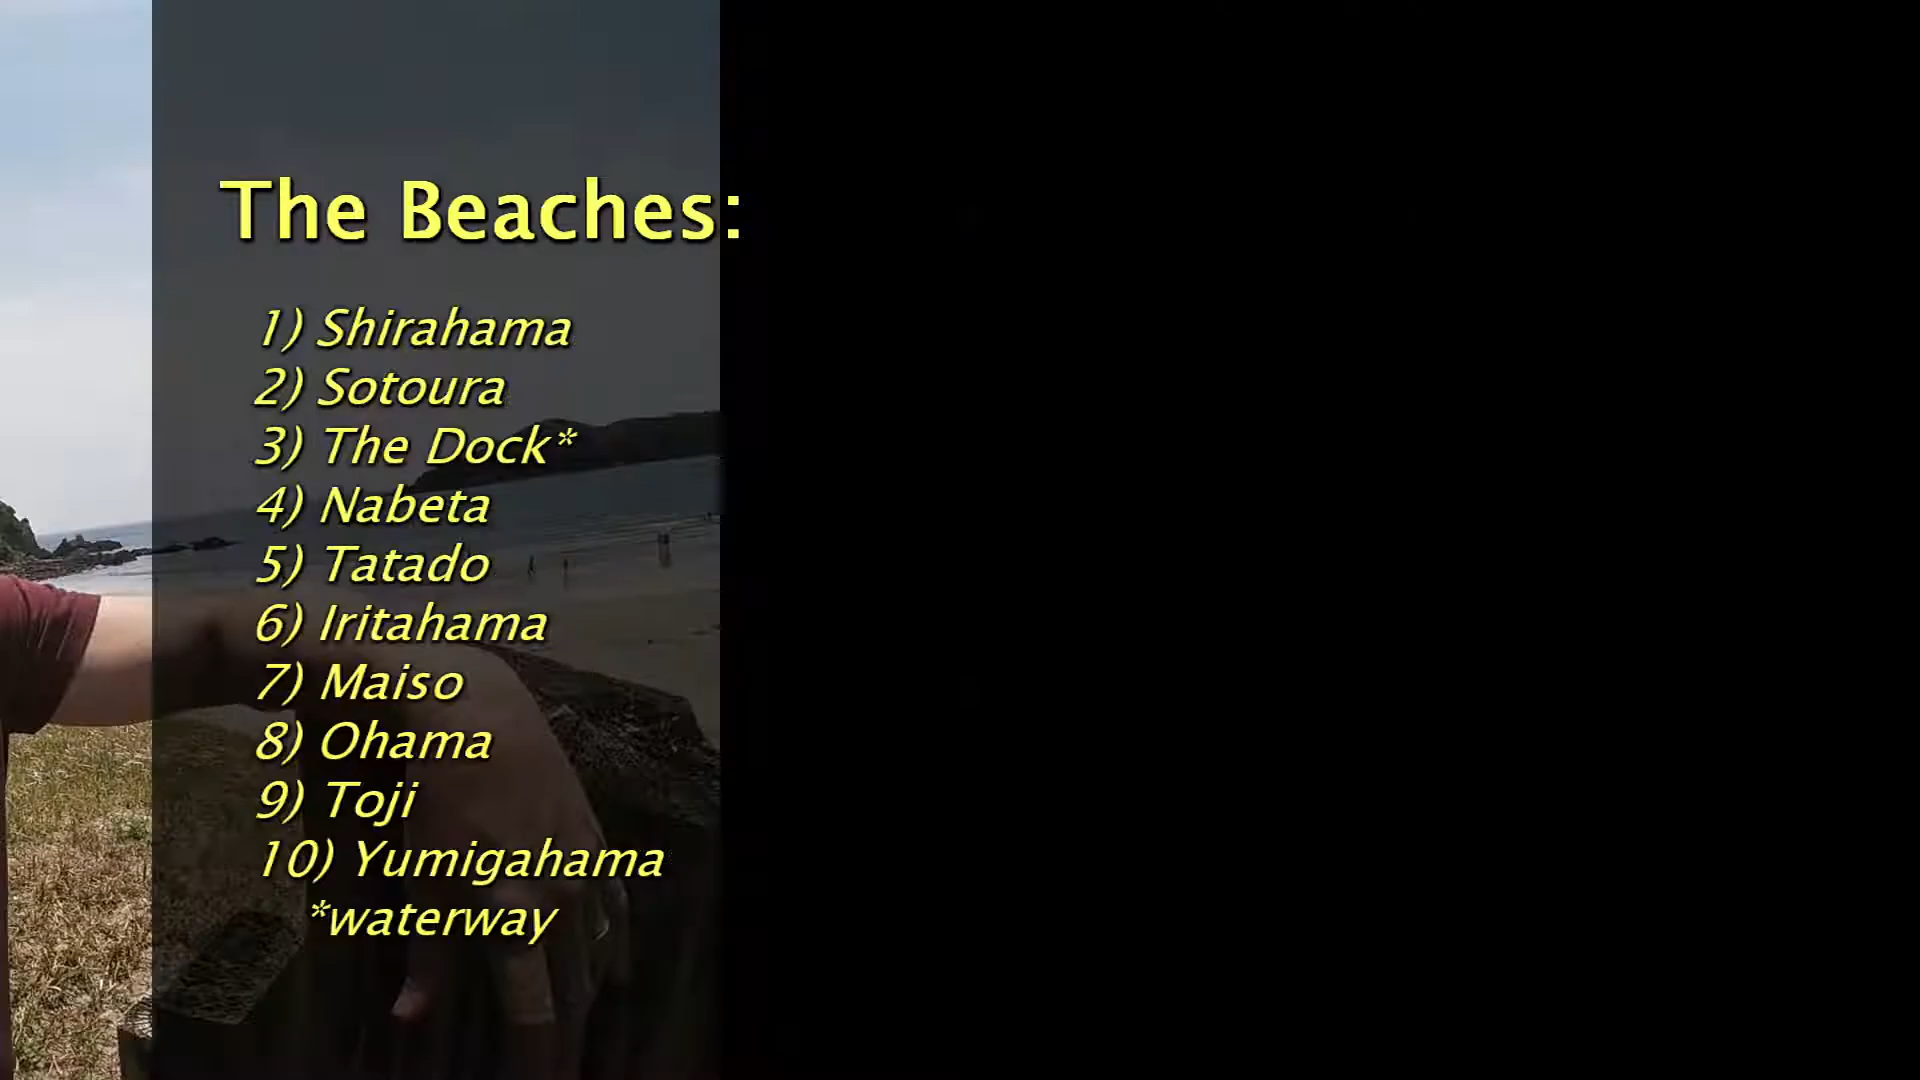 The Beaches:
1) Shirahama
2) Sotoura
3) The Dock*
4) Nabeta
5) Tatado
6) Iritahama
7) Maiso
8) Ohama
9) Toji
10) Yumigahama
*waterway